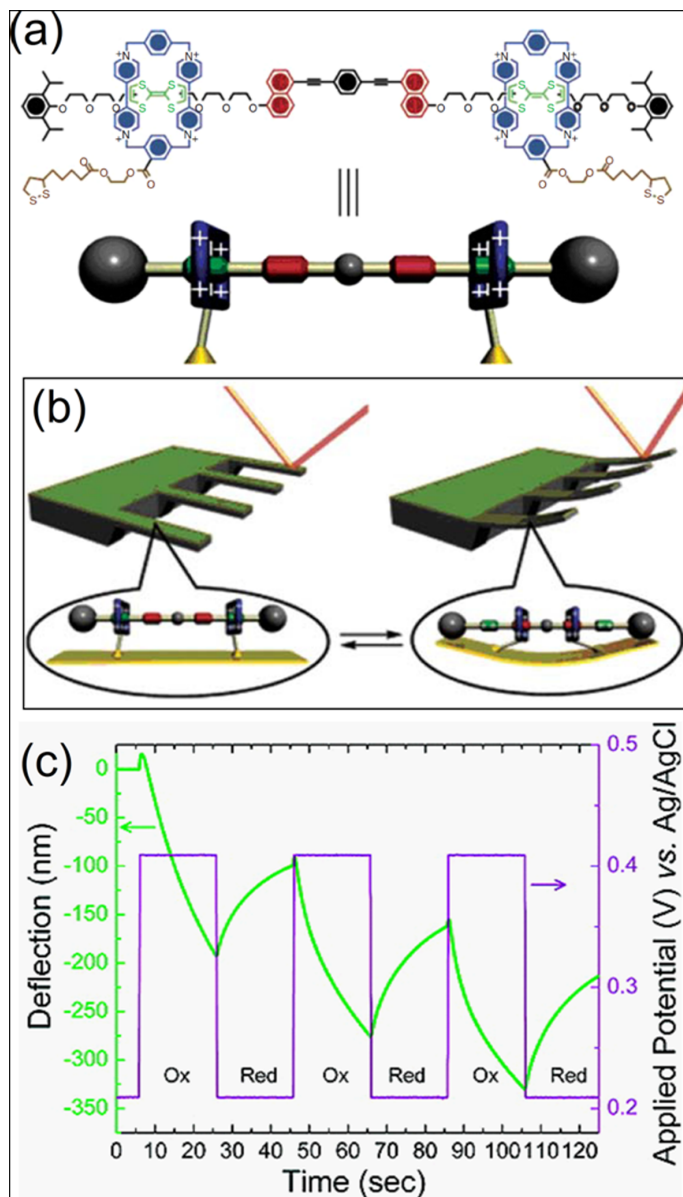 (a)
N+ N+ N+ N+
S S S S
N+ N+ N+ N+
S S S S
O O O O O O
O O O O O O
O O O O
S S
O O O O
S S
+ + + +
+ + + +
(b)
(c)
Deflection (nm)
0
-50
-100
-150
-200
-250
-300
-350
Ox Red Ox Red Ox Red
0.5
0.4
0.3
0.2
Applied Potential (V) vs. Ag/AgCl
0 10 20 30 40 50 60 70 80 90 100 110 120
Time (sec)